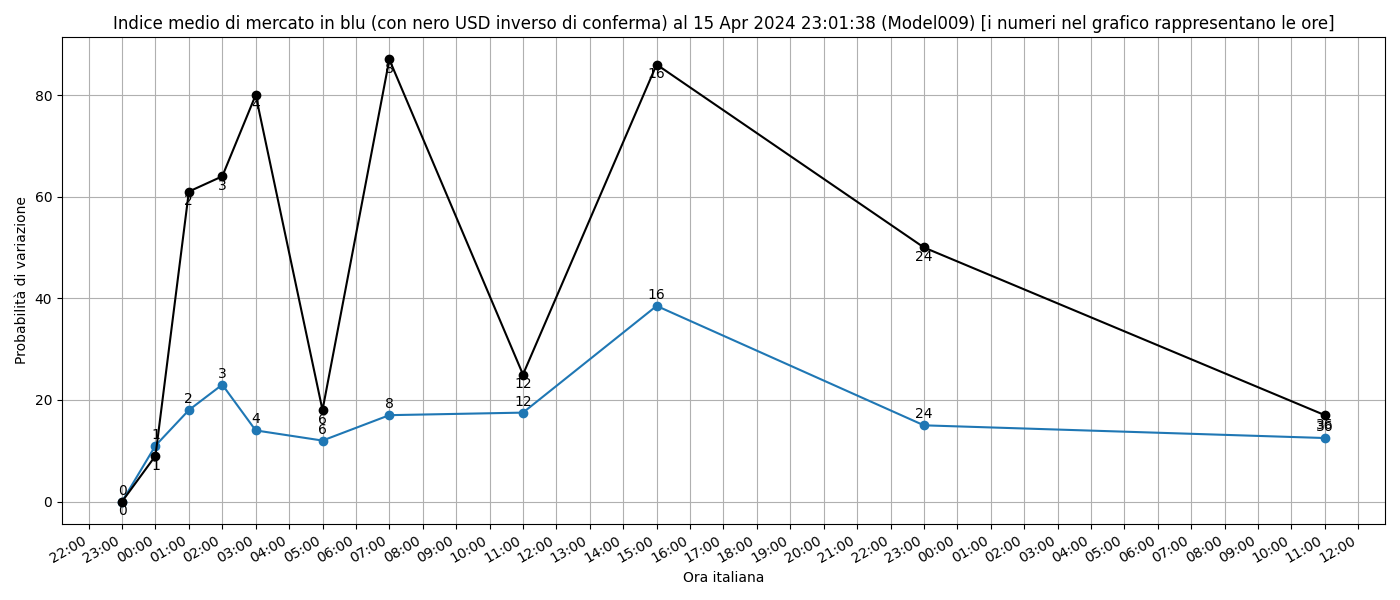 Indice medio di mercato in blu (con nero USD inverso di conferma) al 15 Apr 2024 23:01:38 (Model009) [i numeri nel grafico rappresentano le ore]
Probabilità di variazione
80
60
40
20
0
0 1 2 3 4 6 8 12 16 24 36
0 1 2 3 4 6 8 12 16 24 36
22:00 23:00 00:00 01:00 02:00 03:00 04:00 05:00 06:00 07:00 08:00 09:00 10:00 11:00 12:00 13:00 14:00 15:00 16:00 17:00 18:00 19:00 20:00 21:00 22:00 23:00 00:00 01:00 02:00 03:00 04:00 05:00 06:00 07:00 08:00 09:00 10:00 11:00 12:00
Ora italiana